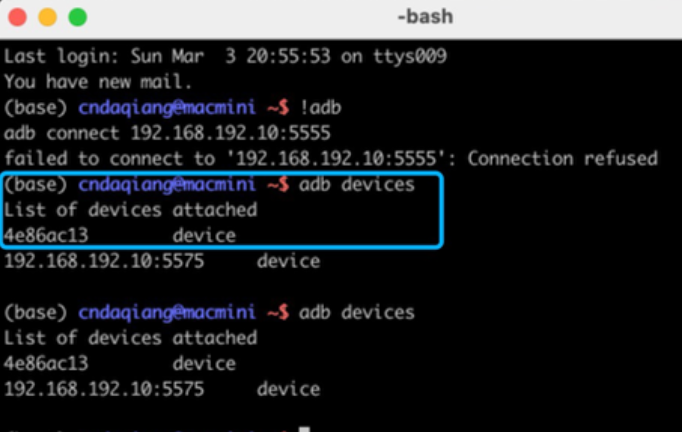 -bash
Last login: Sun Mar  3 20:55:53 on ttys009
You have new mail.
(base) cndaqiang@macmini ~$ !adb
adb connect 192.168.192.10:5555
failed to connect to '192.168.192.10:5555': Connection refused
(base) cndaqiang@macmini ~$ adb devices
List of devices attached
4e86ac13        device
192.168.192.10:5575     device

(base) cndaqiang@macmini ~$ adb devices
List of devices attached
4e86ac13        device
192.168.192.10:5575     device